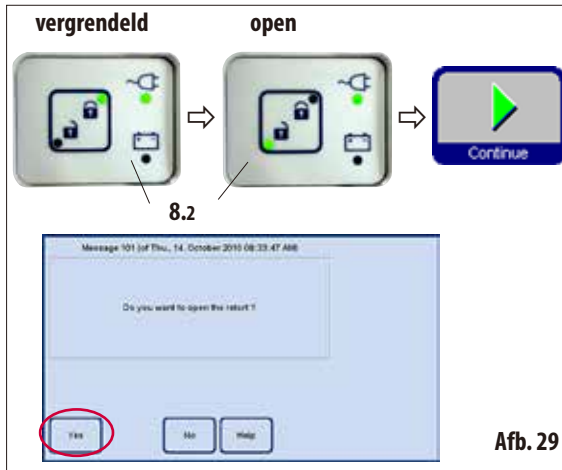 vergrendeld open
Continue
8.2
Message 101 (of Thu., 14. October 2010 08:33:47 AM)
Do you want to open the retort ?
Yes No Help
Afb. 29